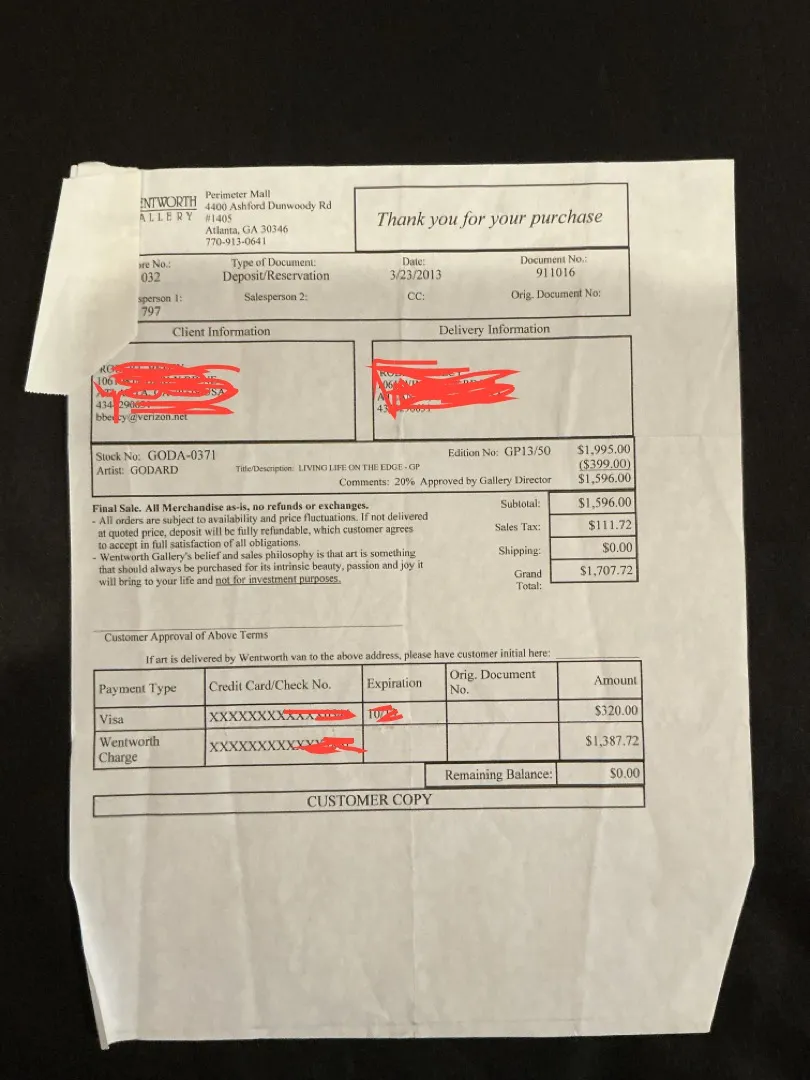 ENTWORTH
ALLERY
Perimeter Mall
4400 Ashford Dunwoody Rd
#1405
Atlanta, GA 30346
770-913-0641
Thank you for your purchase
re No.:
032
Type of Document:
Deposit/Reservation
Date:
3/23/2013
Document No.:
911016
sperson 1:
797
Salesperson 2:
CC:
Orig. Document No:
Client Information
Delivery Information
@verizon.net
Stock No: GODA-0371
Edition No: GP13/50
$1,995.00
Artist: GODARD
Title/Description: LIVING LIFE ON THE EDGE - GP
($399.00)
Comments: 20% Approved by Gallery Director
$1,596.00
Final Sale. All Merchandise as-is, no refunds or exchanges.
- All orders are subject to availability and price fluctuations. If not delivered
at quoted price, deposit will be fully refundable, which customer agrees
to accept in full satisfaction of all obligations.
- Wentworth Gallery's belief and sales philosophy is that art is something
that should always be purchased for its intrinsic beauty, passion and joy it
will bring to your life and not for investment purposes.
Subtotal: $1,596.00
Sales Tax: $111.72
Shipping: $0.00
Grand Total: $1,707.72
Customer Approval of Above Terms
If art is delivered by Wentworth van to the above address, please have customer initial here:
Payment Type
Credit Card/Check No.
Expiration
Orig. Document
No.
Amount
Visa
XXXXXXXXXXXX
$320.00
Wentworth
Charge
XXXXXXXXXXXX
$1,387.72
Remaining Balance: $0.00
CUSTOMER COPY